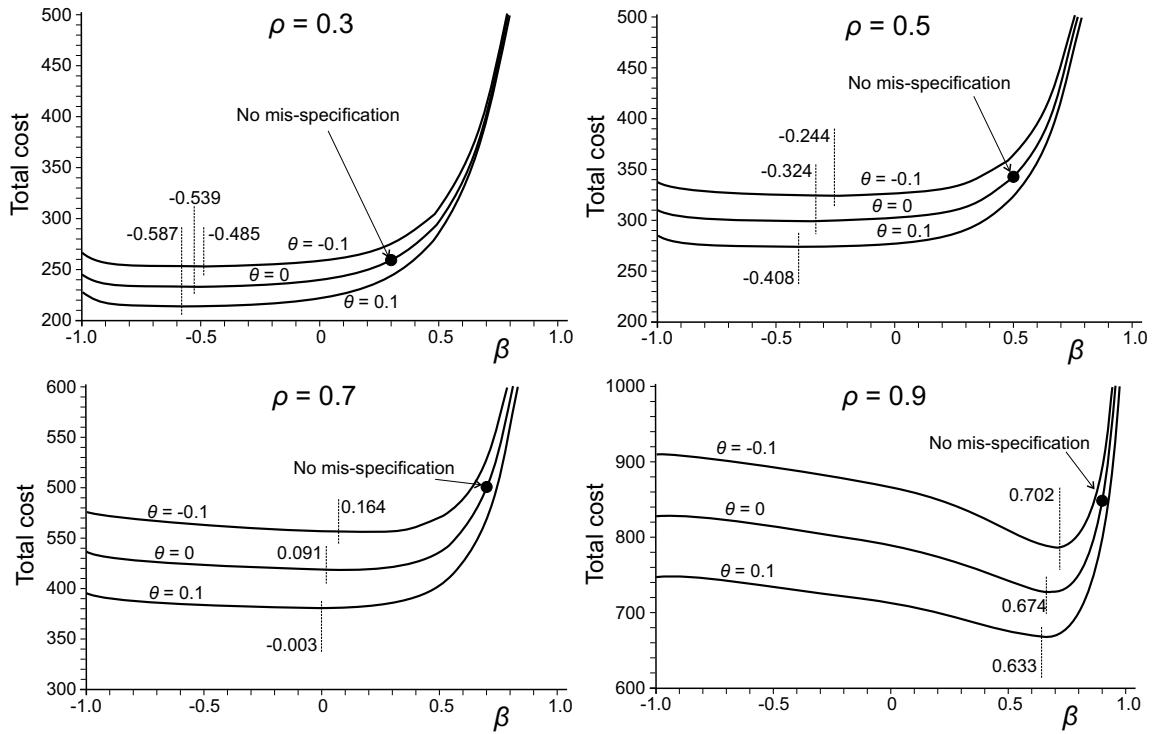 ρ = 0.3
Total cost
500
450
400
350
300
250
200
No mis-specification
-0.539
-0.587
-0.485
θ = -0.1
θ = 0
θ = 0.1
-1.0
-0.5
0
0.5
1.0
β
ρ = 0.5
Total cost
500
450
400
350
300
250
200
No mis-specification
-0.244
-0.324
θ = -0.1
θ = 0
θ = 0.1
-0.408
-1.0
-0.5
0
0.5
1.0
β
ρ = 0.7
Total cost
600
550
500
550
400
350
300
No mis-specification
0.164
θ = -0.1
θ = 0
0.091
θ = 0.1
-0.003
-1.0
-0.5
0
0.5
1.0
β
ρ = 0.9
Total cost
1000
900
800
700
600
No mis-specification
θ = -0.1
0.702
θ = 0
θ = 0.1
0.674
0.633
-1.0
-0.5
0
0.5
1.0
β